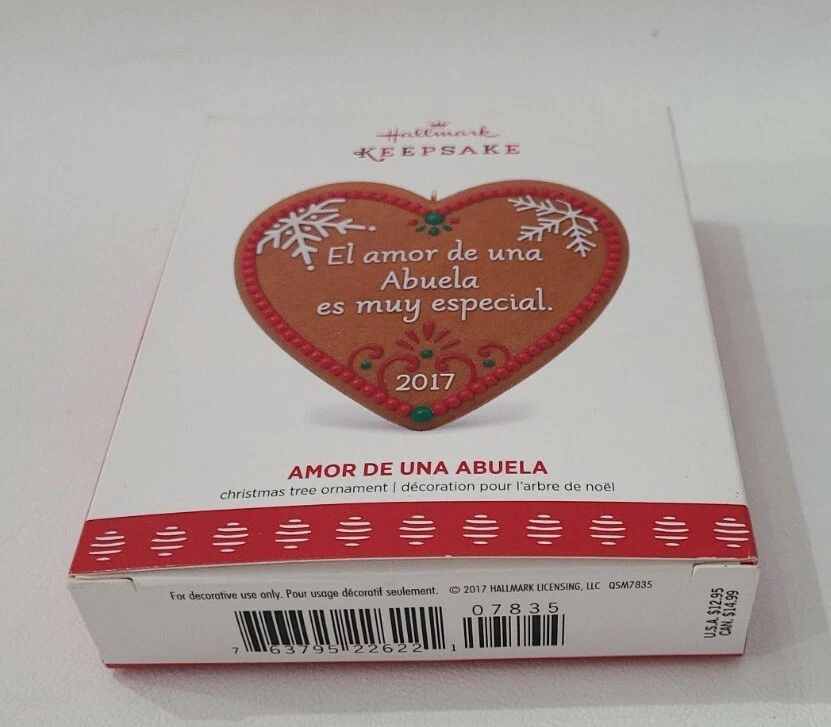 Hallmark
KEEPSAKE
El amor de una
Abuela
es muy especial.
2017
AMOR DE UNA ABUELA
christmas tree ornament | décoration pour l'arbre de noël
For decorative use only. Pour usage décoratif seulement. © 2017 HALLMARK LICENSING, LLC QSM7835
07835
7 63795 22622 1
U.S.A. $12.95
CAN. $14.99